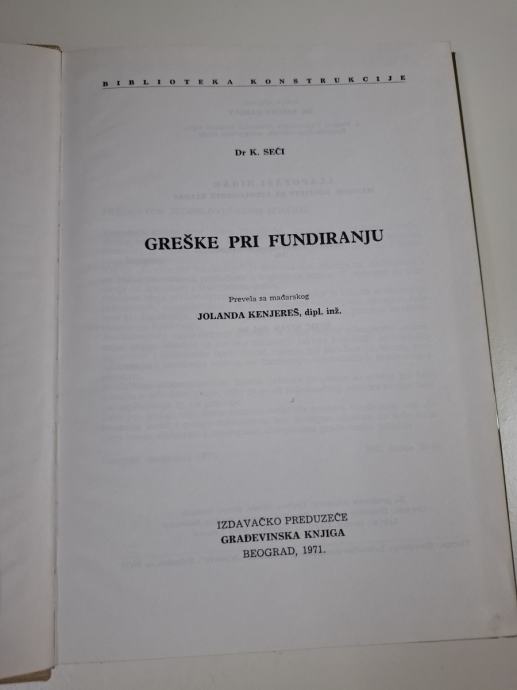 BIBLIOTEKA KONSTRUKCIJE
Dr K. SEČI
GREŠKE PRI FUNDIRANJU
Prevela sa mađarskog
JOLANDA KENJEREŠ, dipl. inž.
IZDAVAČKO PREDUZEĆE
GRAĐEVINSKA KNJIGA
BEOGRAD, 1971.